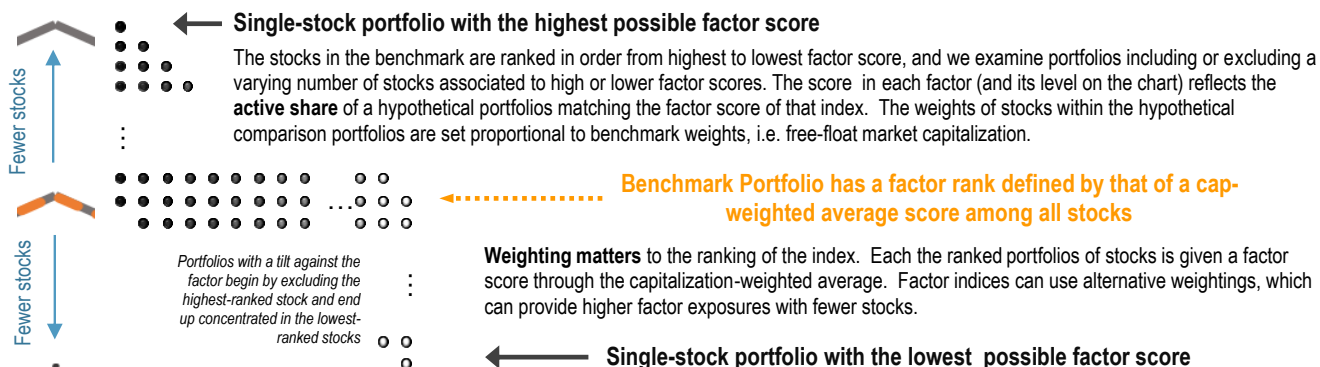 Single-stock portfolio with the highest possible factor score
The stocks in the benchmark are ranked in order from highest to lowest factor score, and we examine portfolios including or excluding a
varying number of stocks associated to high or lower factor scores. The score in each factor (and its level on the chart) reflects the
active share of a hypothetical portfolios matching the factor score of that index. The weights of stocks within the hypothetical
comparison portfolios are set proportional to benchmark weights, i.e. free-float market capitalization.
Fewer stocks
Benchmark Portfolio has a factor rank defined by that of a cap-
weighted average score among all stocks
Fewer stocks
Portfolios with a tilt against the
factor begin by excluding the
highest-ranked stock and end
up concentrated in the lowest-
ranked stocks
Weighting matters to the ranking of the index. Each the ranked portfolios of stocks is given a factor
score through the capitalization-weighted average. Factor indices can use alternative weightings, which
can provide higher factor exposures with fewer stocks.
Single-stock portfolio with the lowest possible factor score